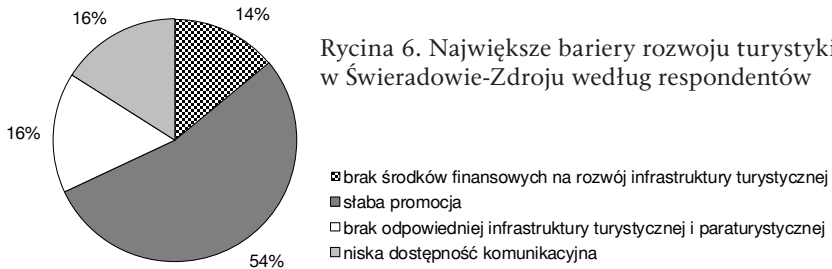 16%
14%
Rycina 6. Największe bariery rozwoju turystyki
w Świeradowie-Zdroju według respondentów
16%
brak środków finansowych na rozwój infrastruktury turystycznej
słaba promocja
brak odpowiedniej infrastruktury turystycznej i paraturystycznej
niska dostępność komunikacyjna
54%